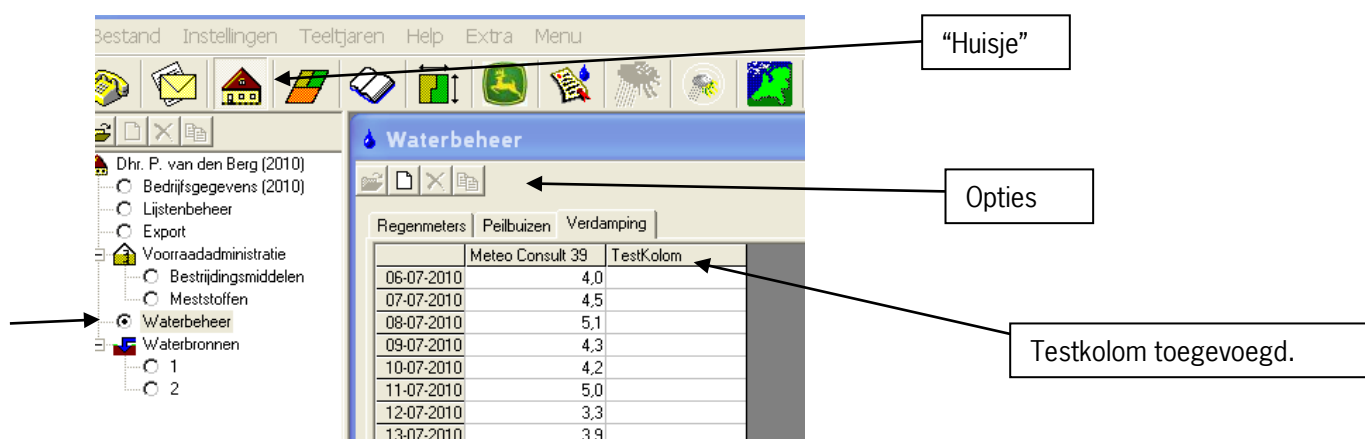 "Huisje"
Bestand Instellingen Teeltjaren Help Extra Menu
Dhr. P. van den Berg (2010)
Bedrijfsgegevens (2010)
Lijstenbeheer
Export
Voorraadadministratie
Bestrijdingsmiddelen
Meststoffen
Waterbeheer
Waterbronnen
1
2
Waterbeheer
Opties
Regenmeters Peilbuizen Verdamping
Meteo Consult 39 TestKolom
06-07-2010 4,0
07-07-2010 4,5
08-07-2010 5,1
09-07-2010 4,3
10-07-2010 4,2
11-07-2010 5,0
12-07-2010 3,3
13-07-2010 3,9
Testkolom toegevoegd.